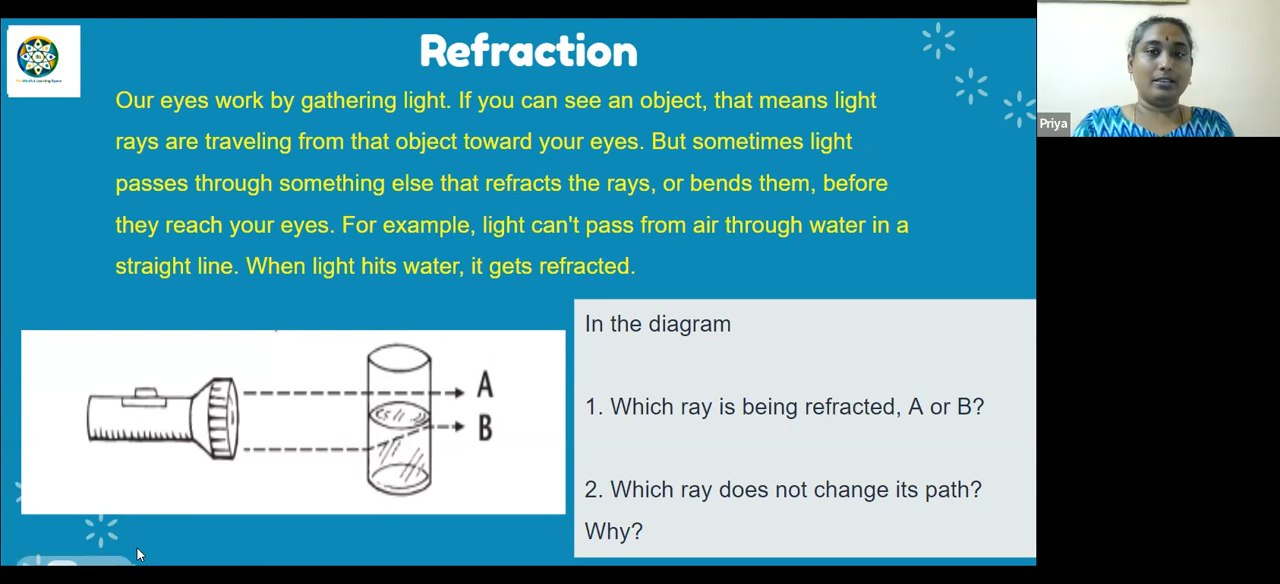 Refraction
Our eyes work by gathering light. If you can see an object, that means light
rays are traveling from that object toward your eyes. But sometimes light
passes through something else that refracts the rays, or bends them, before
they reach your eyes. For example, light can't pass from air through water in a
straight line. When light hits water, it gets refracted.
A
B
In the diagram
1. Which ray is being refracted, A or B?
2. Which ray does not change its path?
Why?
Priya